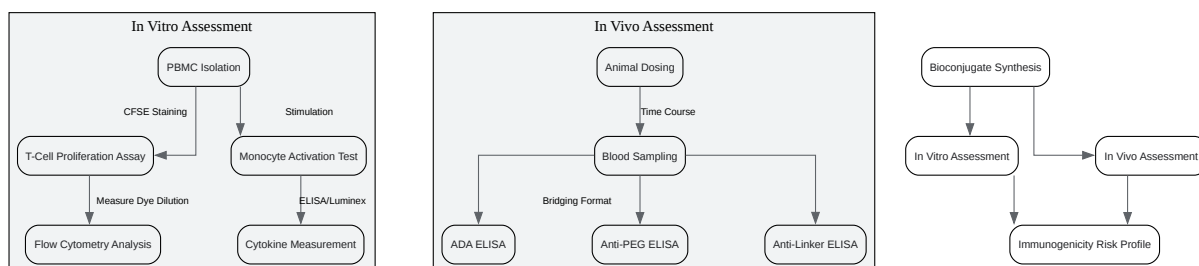 In Vitro Assessment
PBMC Isolation
CFSE Staining
Stimulation
T-Cell Proliferation Assay
Monocyte Activation Test
Measure Dye Dilution
ELISA/Luminex
Flow Cytometry Analysis
Cytokine Measurement
In Vivo Assessment
Animal Dosing
Time Course
Blood Sampling
Bridging Format
ADA ELISA
Anti-PEG ELISA
Anti-Linker ELISA
Bioconjugate Synthesis
In Vitro Assessment
In Vivo Assessment
Immunogenicity Risk Profile